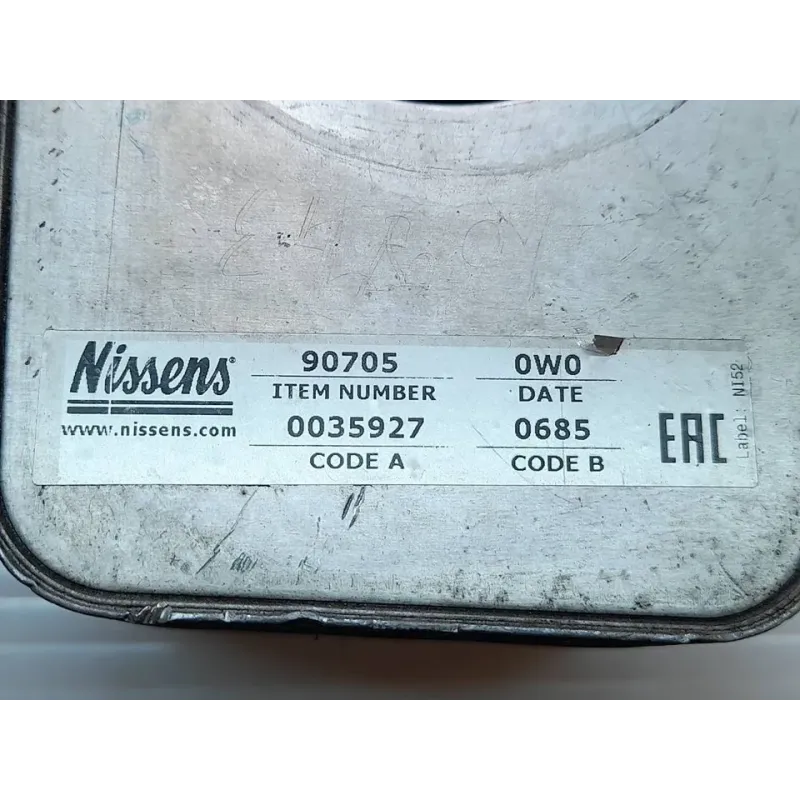 Nissens®
www.nissens.com
90705 0W0
ITEM NUMBER DATE
0035927 0685
CODE A CODE B
EAC
Label: NI52